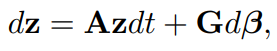 d𝐳 = 𝐀𝐳dt + 𝐆d𝜷,